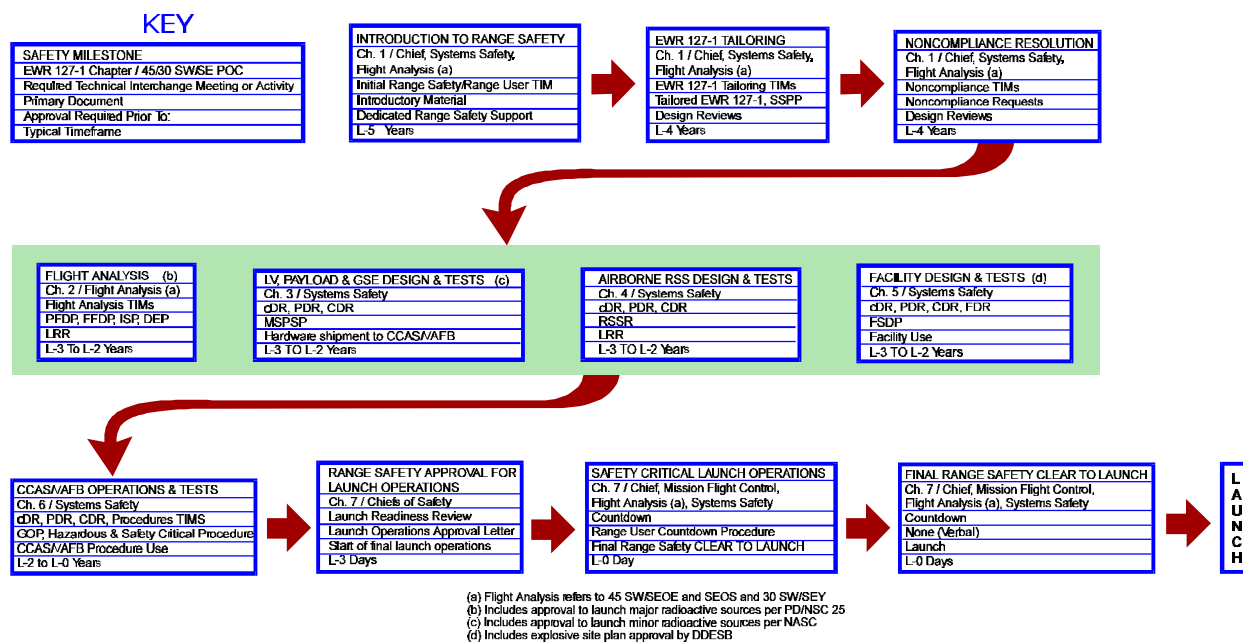 KEY
SAFETY MILESTONE
EWR 127-1 Chapter / 45/30 SW/SE POC
Required Technical Interchange Meeting or Activity
Primary Document
Approval Required Prior To:
Typical Timeframe
INTRODUCTION TO RANGE SAFETY
Ch. 1 / Chief, Systems Safety,
Flight Analysis (a)
Initial Range Safety/Range User TIM
Introductory Material
Dedicated Range Safety Support
L-5 Years
EWR 127-1 TAILORING
Ch. 1 / Chief, Systems Safety,
Flight Analysis (a)
EWR 127-1 Tailoring TIMs
Tailored EWR 127-1, SSPP
Design Reviews
L-4 Years
NONCOMPLIANCE RESOLUTION
Ch. 1 / Chief, Systems Safety,
Flight Analysis (a)
Noncompliance TIMs
Noncompliance Requests
Design Reviews
L-4 Years
FLIGHT ANALYSIS (b)
Ch. 2 / Flight Analysis (a)
Flight Analysis TIMs
PFDP, FFDP, ISP, DEP
LRR
L-3 To L-2 Years
LV, PAYLOAD & GSE DESIGN & TESTS (c)
Ch. 3 / Systems Safety
cDR, PDR, CDR
MSPSP
Hardware shipment to CCAS/VAFB
L-3 TO L-2 Years
AIRBORNE RSS DESIGN & TESTS
Ch. 4 / Systems Safety
cDR, PDR, CDR
RSSR
LRR
L-3 TO L-2 Years
FACILITY DESIGN & TESTS (d)
Ch. 5 / Systems Safety
cDR, PDR, CDR, FDR
FSDP
Facility Use
L-3 TO L-2 Years
CCAS/VAFB OPERATIONS & TESTS
Ch. 6 / Systems Safety
cDR, PDR, CDR, Procedures TIMS
GOP, Hazardous & Safety Critical Procedure
CCAS/VAFB Procedure Use
L-2 to L-0 Years
RANGE SAFETY APPROVAL FOR
LAUNCH OPERATIONS
Ch. 7 / Chiefs of Safety
Launch Readiness Review
Launch Operations Approval Letter
Start of final launch operations
L-3 Days
SAFETY CRITICAL LAUNCH OPERATIONS
Ch. 7 / Chief, Mission Flight Control,
Flight Analysis (a), Systems Safety
Countdown
Range User Countdown Procedure
Final Range Safety CLEAR TO LAUNCH
L-0 Day
FINAL RANGE SAFETY CLEAR TO LAUNCH
Ch. 7 / Chief, Mission Flight Control,
Flight Analysis (a), Systems Safety
Countdown
None (Verbal)
Launch
L-0 Days
LAUNCH
(a) Flight Analysis refers to 45 SW/SEOE and SEOS and 30 SW/SEY
(b) Includes approval to launch major radioactive sources per PD/NSC 25
(c) Includes approval to launch minor radioactive sources per NASC
(d) Includes explosive site plan approval by DDESB